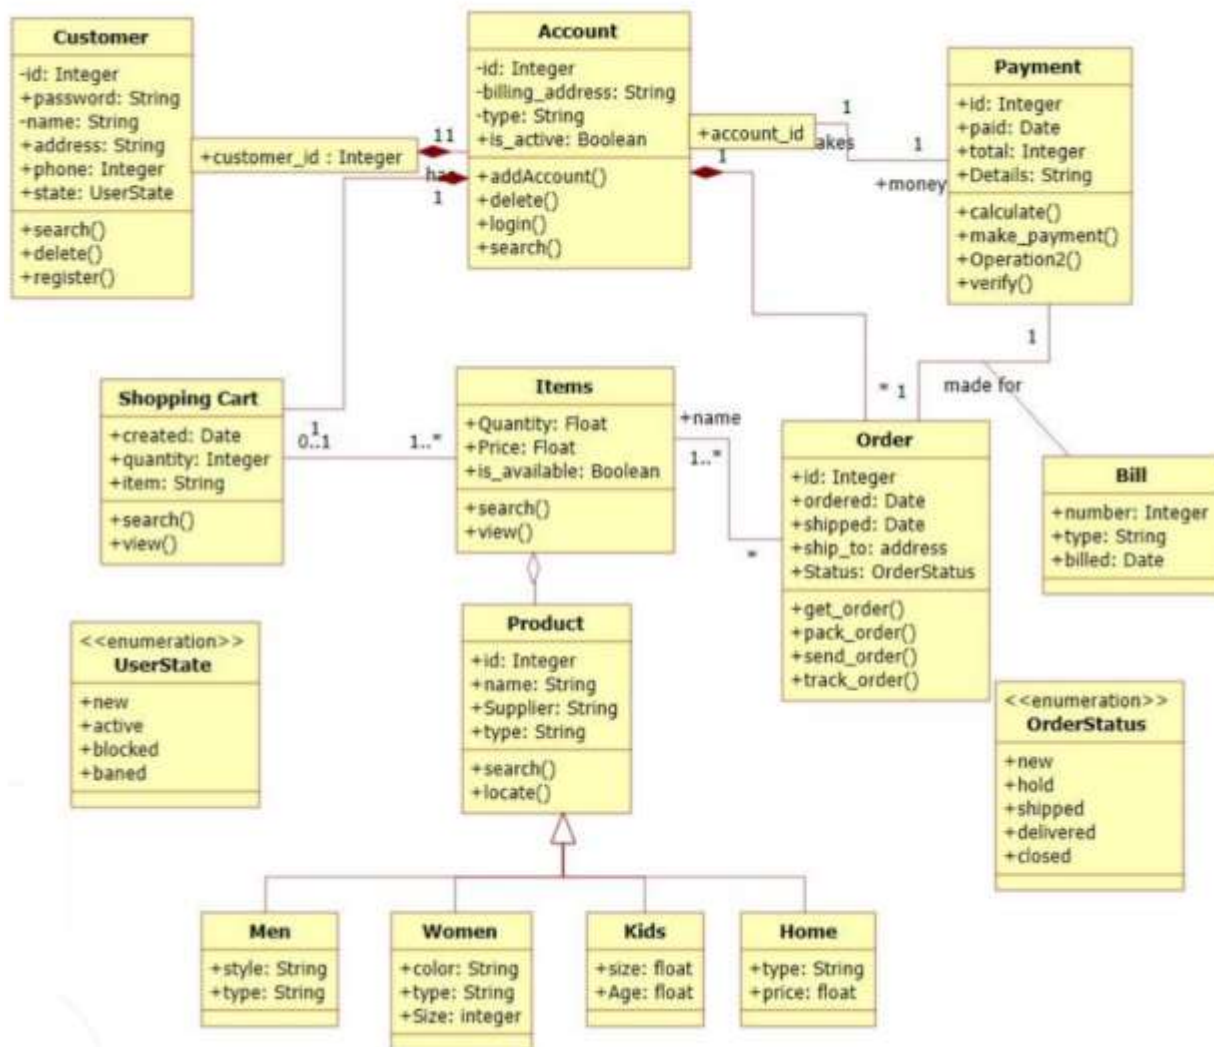 Customer
-id: Integer
+password: String
-name: String
+address: String
+phone: Integer
+state: UserState
+search()
+delete()
+register()
+customer_id : Integer
11
has
1
Account
-id: Integer
-billing_address: String
-type: String
+is_active: Boolean
+addAccount()
+delete()
+login()
+search()
+account_id
1
akes
1
1
+money
Payment
+id: Integer
+paid: Date
+total: Integer
+Details: String
+calculate()
+make_payment()
+Operation2()
+verify()
1
made for
* 1
Shopping Cart
+created: Date
+quantity: Integer
+item: String
+search()
+view()
1
0..1
1..*
Items
+Quantity: Float
+Price: Float
+is_available: Boolean
+search()
+view()
+name
1..*
*
Order
+id: Integer
+ordered: Date
+shipped: Date
+ship_to: address
+Status: OrderStatus
+get_order()
+pack_order()
+send_order()
+track_order()
Bill
+number: Integer
+type: String
+billed: Date
<<enumeration>>
UserState
+new
+active
+blocked
+baned
Product
+id: Integer
+name: String
+Supplier: String
+type: String
+search()
+locate()
<<enumeration>>
OrderStatus
+new
+hold
+shipped
+delivered
+closed
Men
+style: String
+type: String
Women
+color: String
+type: String
+Size: integer
Kids
+size: float
+Age: float
Home
+type: String
+price: float